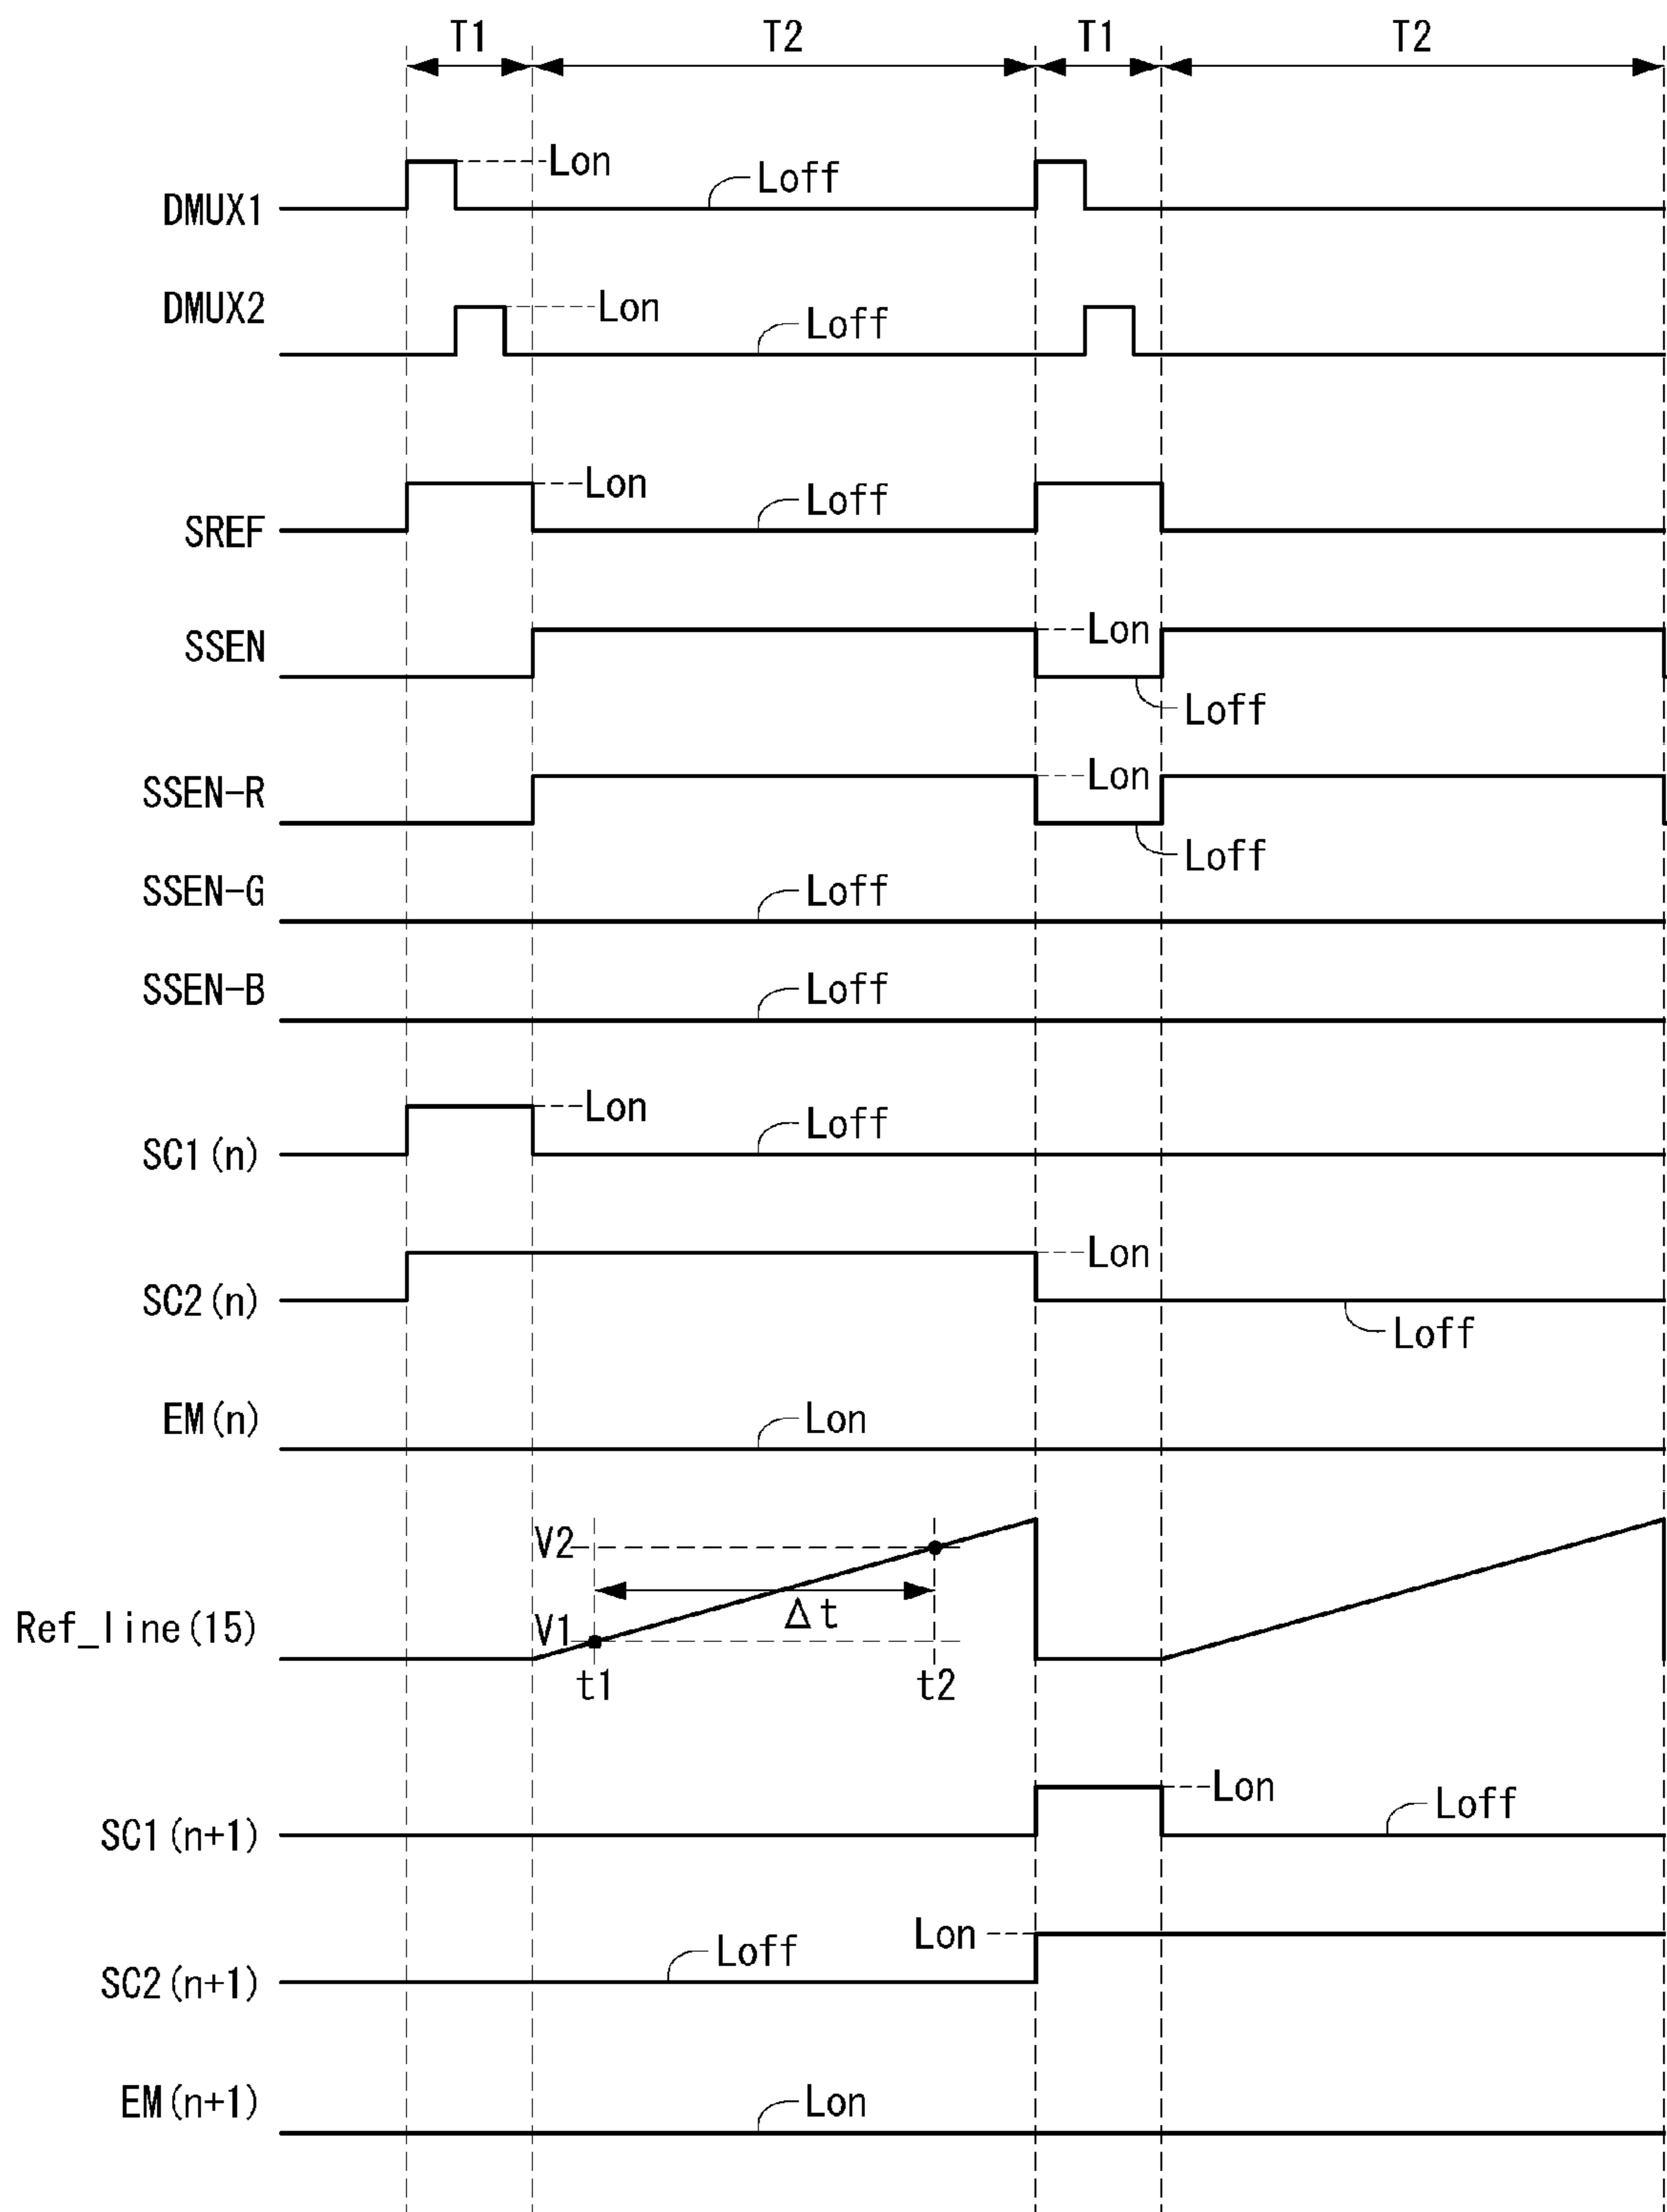 T1 T2 T1 T2
DMUX1 Lon Loff
DMUX2 Lon Loff
SREF Lon Loff
SSEN Lon Loff
SSEN-R Lon Loff
SSEN-G Loff
SSEN-B Loff
SC1(n) Lon Loff
SC2(n) Lon Loff
EM(n) Lon
Ref_line(15) V2 V1 Δt t1 t2
SC1(n+1) Lon Loff
SC2(n+1) Loff Lon
EM(n+1) Lon